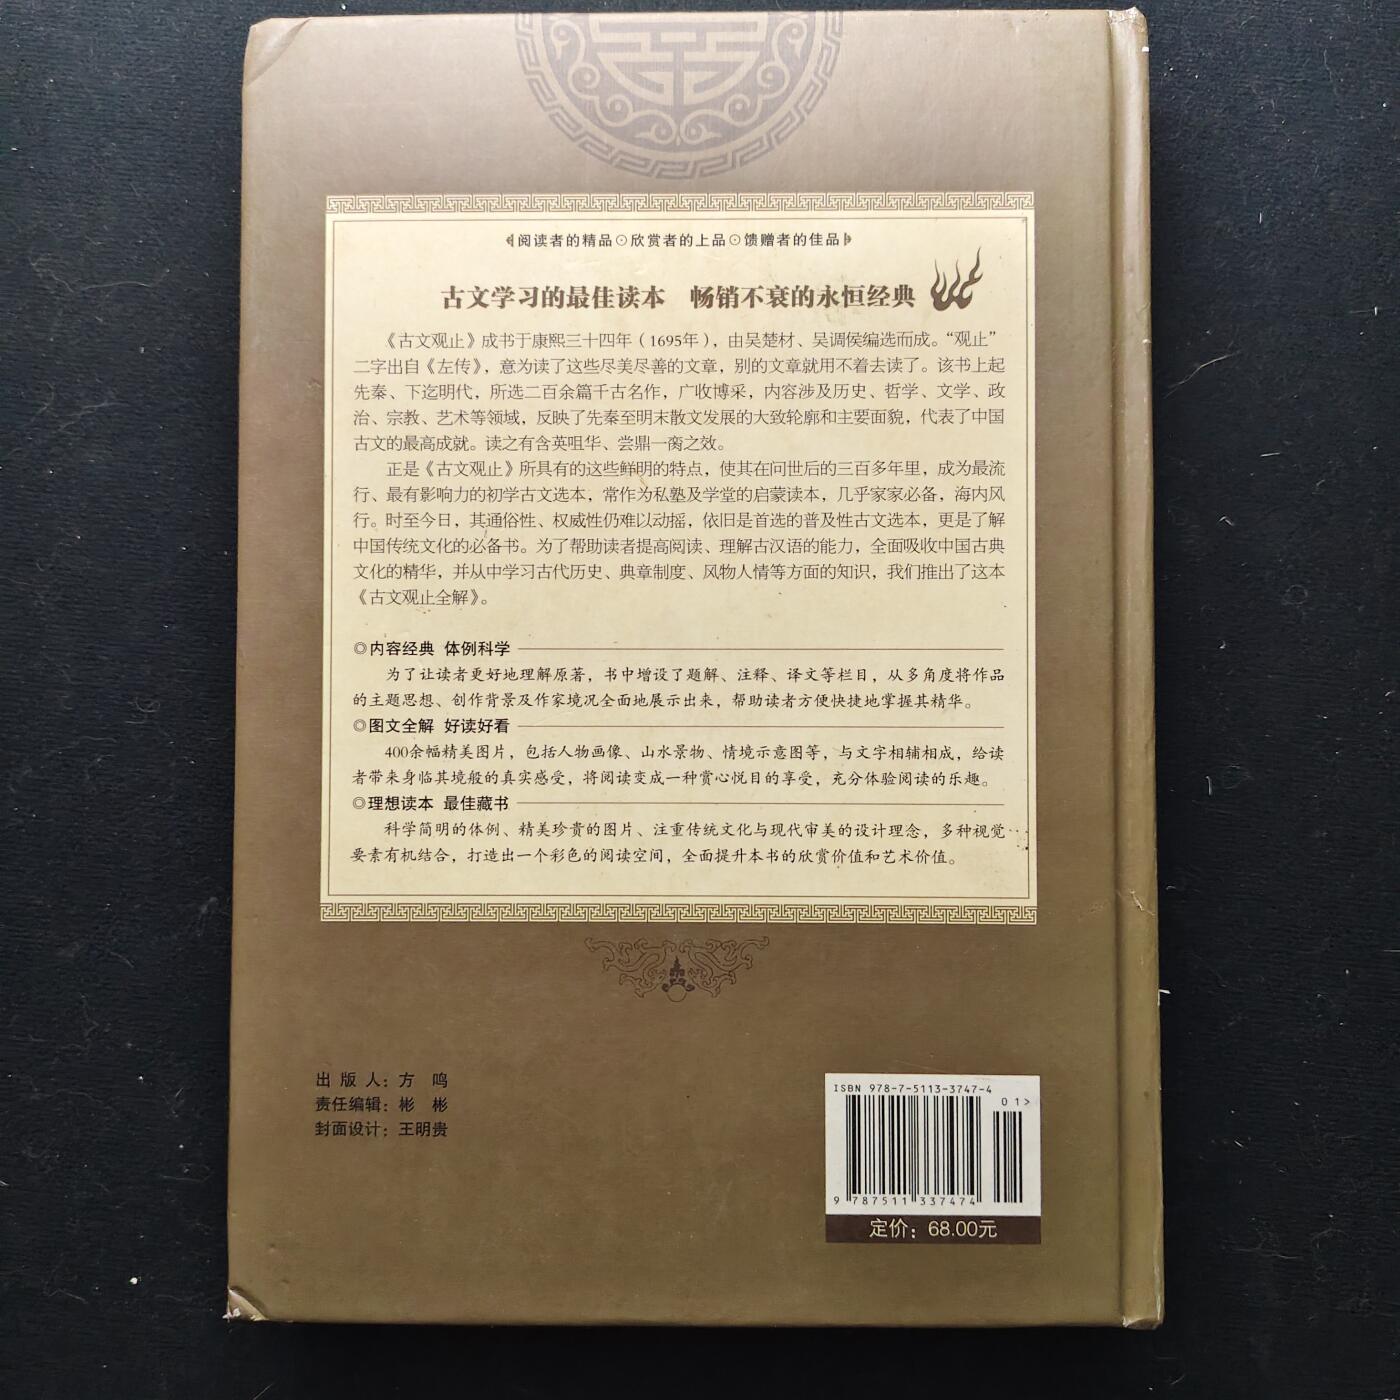 阅读者的精品⊙欣赏者的上品⊙馈赠者的佳品
古文学习的最佳读本 畅销不衰的永恒经典
《古文观止》成书于康熙三十四年（1695年），由吴楚材、吴调侯编选而成。“观止”
二字出自《左传》，意为读了这些尽美尽善的文章，别的文章就用不着去读了。该书上起
先秦、下迄明代，所选二百余篇千古名作，广收博采，内容涉及历史、哲学、文学、政
治、宗教、艺术等领域，反映了先秦至明末散文发展的大致轮廓和主要面貌，代表了中国
古文的最高成就。读之有含英咀华、尝鼎一脔之效。
正是《古文观止》所具有的这些鲜明的特点，使其在问世后的三百多年里，成为最流
行、最有影响力的初学古文选本，常作为私塾及学堂的启蒙读本，几乎家家必备，海内风
行。时至今日，其通俗性、权威性仍难以动摇，依旧是首选的普及性古文选本，更是了解
中国传统文化的必备书。为了帮助读者提高阅读、理解古汉语的能力，全面吸收中国古典
文化的精华，并从中学习古代历史、典章制度、风物人情等方面的知识，我们推出了这本
《古文观止全解》。
◎内容经典 体例科学
为了让读者更好地理解原著，书中增设了题解、注释、译文等栏目，从多角度将作品
的主题思想、创作背景及作家境况全面地展示出来，帮助读者方便快捷地掌握其精华。
◎图文全解 好读好看
400余幅精美图片，包括人物画像、山水景物、情境示意图等，与文字相辅相成，给读
者带来身临其境般的真实感受，将阅读变成一种赏心悦目的享受，充分体验阅读的乐趣。
◎理想读本 最佳藏书
科学简明的体例、精美珍贵的图片、注重传统文化与现代审美的设计理念，多种视觉
要素有机结合，打造出一个彩色的阅读空间，全面提升本书的欣赏价值和艺术价值。
出 版 人：方 鸣
责任编辑：彬 彬
封面设计：王明贵
ISBN 978-7-5113-3747-4
01>
9 787511 337474
定价：68.00元